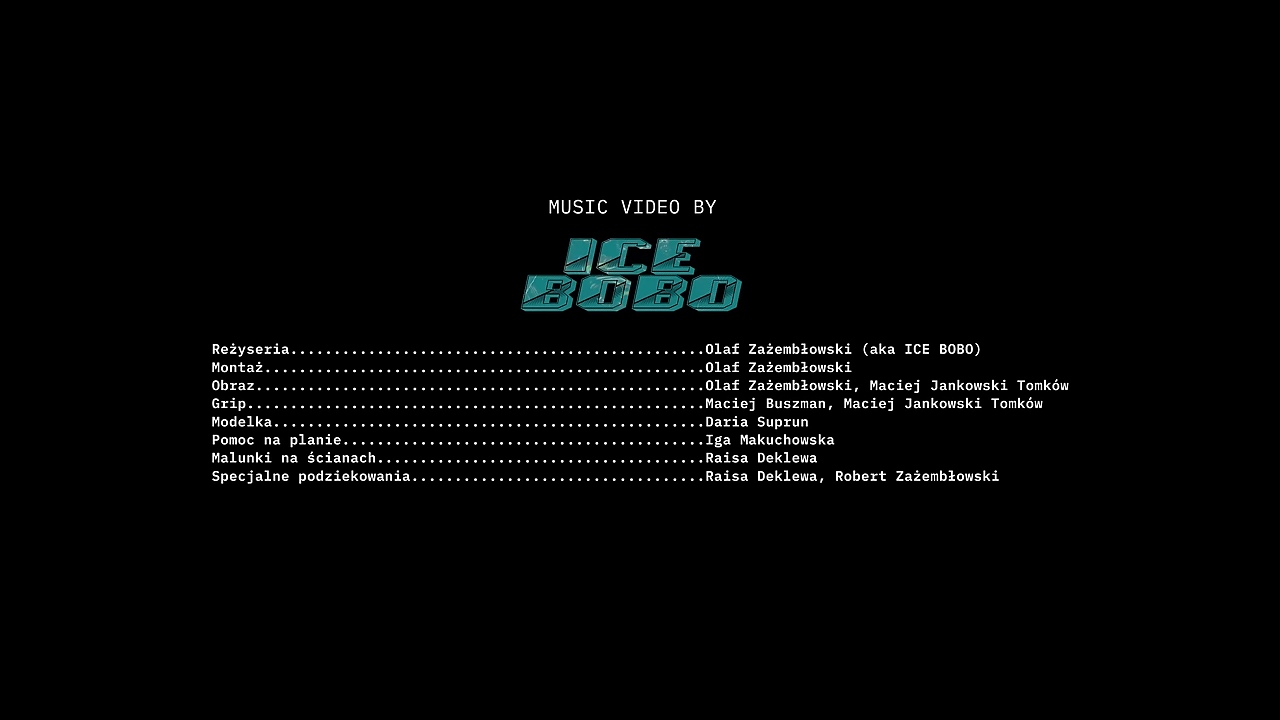 MUSIC VIDEO BY
ICE
BOBO
Reżyseria................................................Olaf Zażembłowski (aka ICE BOBO)
Montaż...................................................Olaf Zażembłowski
Obraz....................................................Olaf Zażembłowski, Maciej Jankowski Tomków
Grip.....................................................Maciej Buszman, Maciej Jankowski Tomków
Modelka..................................................Daria Suprun
Pomoc na planie..........................................Iga Makuchowska
Malunki na ścianach......................................Raisa Deklewa
Specjalne podziekowania..................................Raisa Deklewa, Robert Zażembłowski